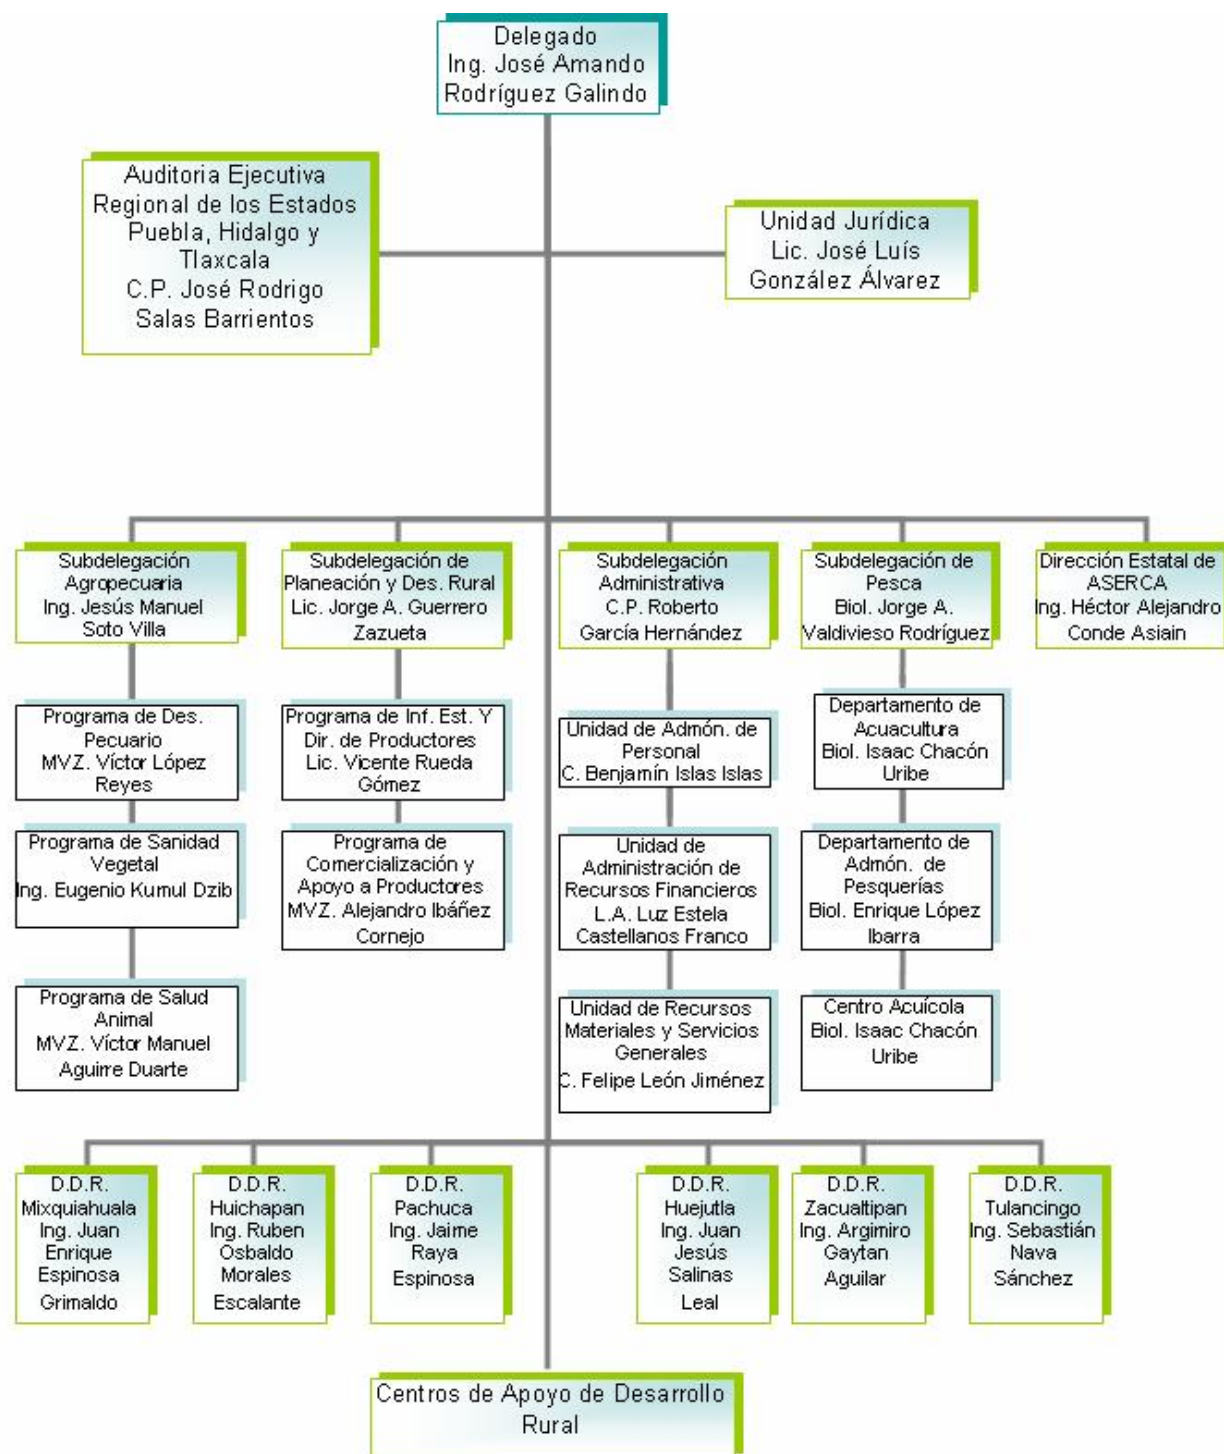 Delegado
Ing. José Amando
Rodríguez Galindo
Auditoria Ejecutiva
Regional de los Estados
Puebla, Hidalgo y
Tlaxcala
C.P. José Rodrigo
Salas Barrientos
Unidad Jurídica
Lic. José Luís
González Álvarez
Subdelegación
Agropecuaria
Ing. Jesús Manuel
Soto Villa
Subdelegación de
Planeación y Des. Rural
Lic. Jorge A. Guerrero
Zazueta
Subdelegación
Administrativa
C.P. Roberto
García Hernández
Subdelegación de
Pesca
Biol. Jorge A.
Valdivieso Rodríguez
Dirección Estatal de
ASERCA
Ing. Héctor Alejandro
Conde Asiain
Programa de Des.
Pecuario
MVZ. Víctor López
Reyes
Programa de Inf. Est. Y
Dir. de Productores
Lic. Vicente Rueda
Gómez
Unidad de Admón. de
Personal
C. Benjamín Islas Islas
Departamento de
Acuacultura
Biol. Isaac Chacón
Uribe
Programa de Sanidad
Vegetal
Ing. Eugenio Kumul Dzib
Programa de
Comercialización y
Apoyo a Productores
MVZ. Alejandro Ibáñez
Cornejo
Unidad de
Administración de
Recursos Financieros
L.A. Luz Estela
Castellanos Franco
Departamento de
Admón. de
Pesquerías
Biol. Enrique López
Ibarra
Programa de Salud
Animal
MVZ. Víctor Manuel
Aguirre Duarte
Unidad de Recursos
Materiales y Servicios
Generales
C. Felipe León Jiménez
Centro Acuícola
Biol. Isaac Chacón
Uribe
D.D.R.
Mixquiahuala
Ing. Juan
Enrique
Espinosa
Grimaldo
D.D.R.
Huichapan
Ing. Ruben
Osbaldo
Morales
Escalante
D.D.R.
Pachuca
Ing. Jaime
Raya
Espinosa
D.D.R.
Huejutla
Ing. Juan
Jesús
Salinas
Leal
D.D.R.
Zacualtipan
Ing. Argimiro
Gaytan
Aguilar
D.D.R.
Tulancingo
Ing. Sebastián
Nava
Sánchez
Centros de Apoyo de Desarrollo
Rural